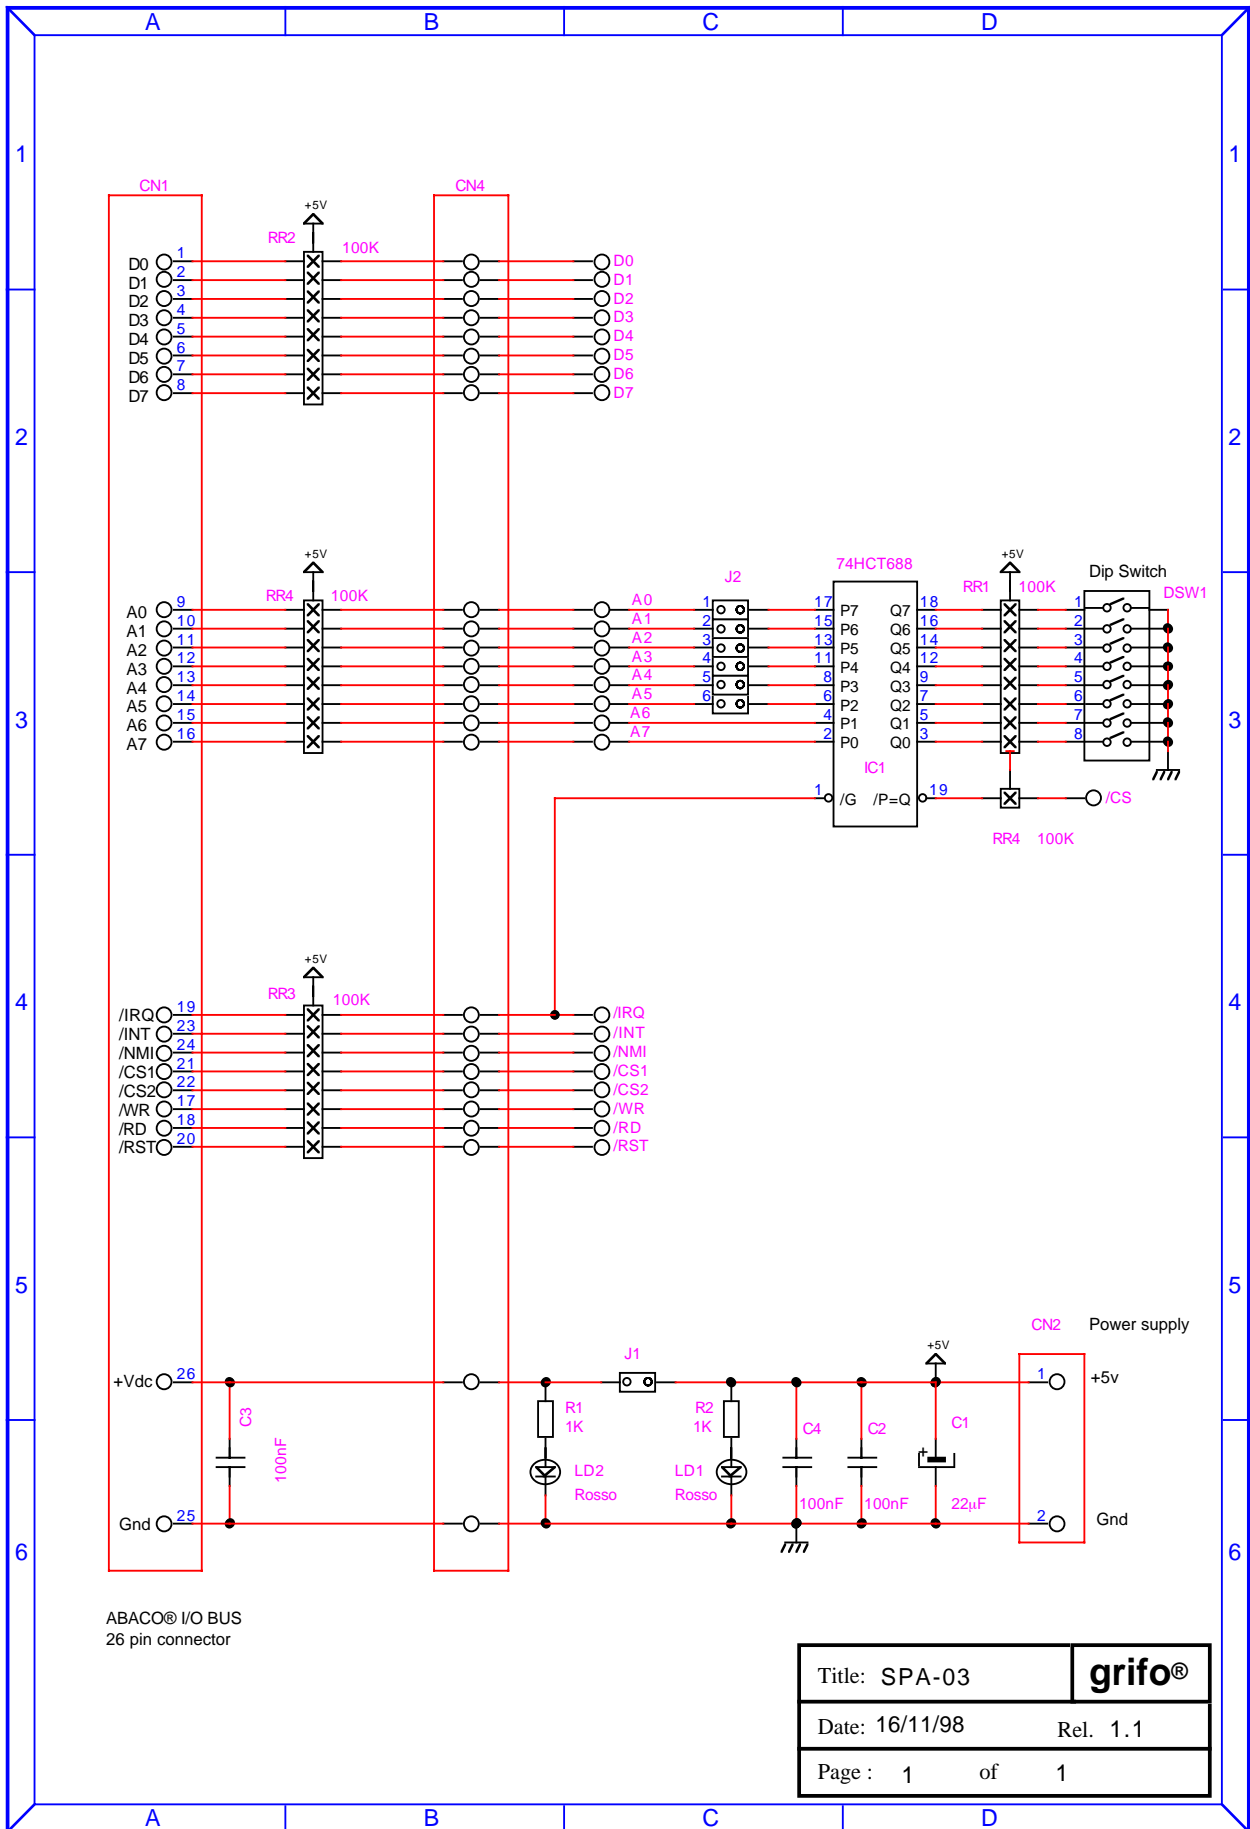 A B C D
1 1
CN1 CN4
+5V
RR2 100K
D0 1 D0
D1 2 D1
D2 3 D2
D3 4 D3
D4 5 D4
D5 6 D5
D6 7 D6
D7 8 D7
2 2
+5V 74HCT688 +5V
RR4 100K J2 RR1 100K Dip Switch
DSW1
A0 9 A0 1 17 P7 Q7 18 1
A1 10 A1 2 15 P6 Q6 16 2
A2 11 A2 3 13 P5 Q5 14 3
A3 12 A3 4 11 P4 Q4 12 4
A4 13 A4 5 8 P3 Q3 9 5
A5 14 A5 6 6 P2 Q2 7 6
A6 15 A6 4 P1 Q1 5 7
A7 16 A7 2 P0 Q0 3 8
3 3
IC1
1 /G /P=Q 19 /CS
RR4 100K
+5V
RR3 100K
4 4
/IRQ 19 /IRQ
/INT 23 /INT
/NMI 24 /NMI
/CS1 21 /CS1
/CS2 22 /CS2
/WR 17 /WR
/RD 18 /RD
/RST 20 /RST
5 5
CN2 Power supply
J1 +5V
+Vdc 26 1 +5v
C3 100nF
R1 1K
R2 1K
C4 C2 C1
LD2 Rosso
LD1 Rosso
100nF 100nF 22µF
Gnd 25 2 Gnd
6 6
ABACO® I/O BUS
26 pin connector
Title: SPA-03 grifo®
Date: 16/11/98 Rel. 1.1
Page : 1 of 1
A B C D